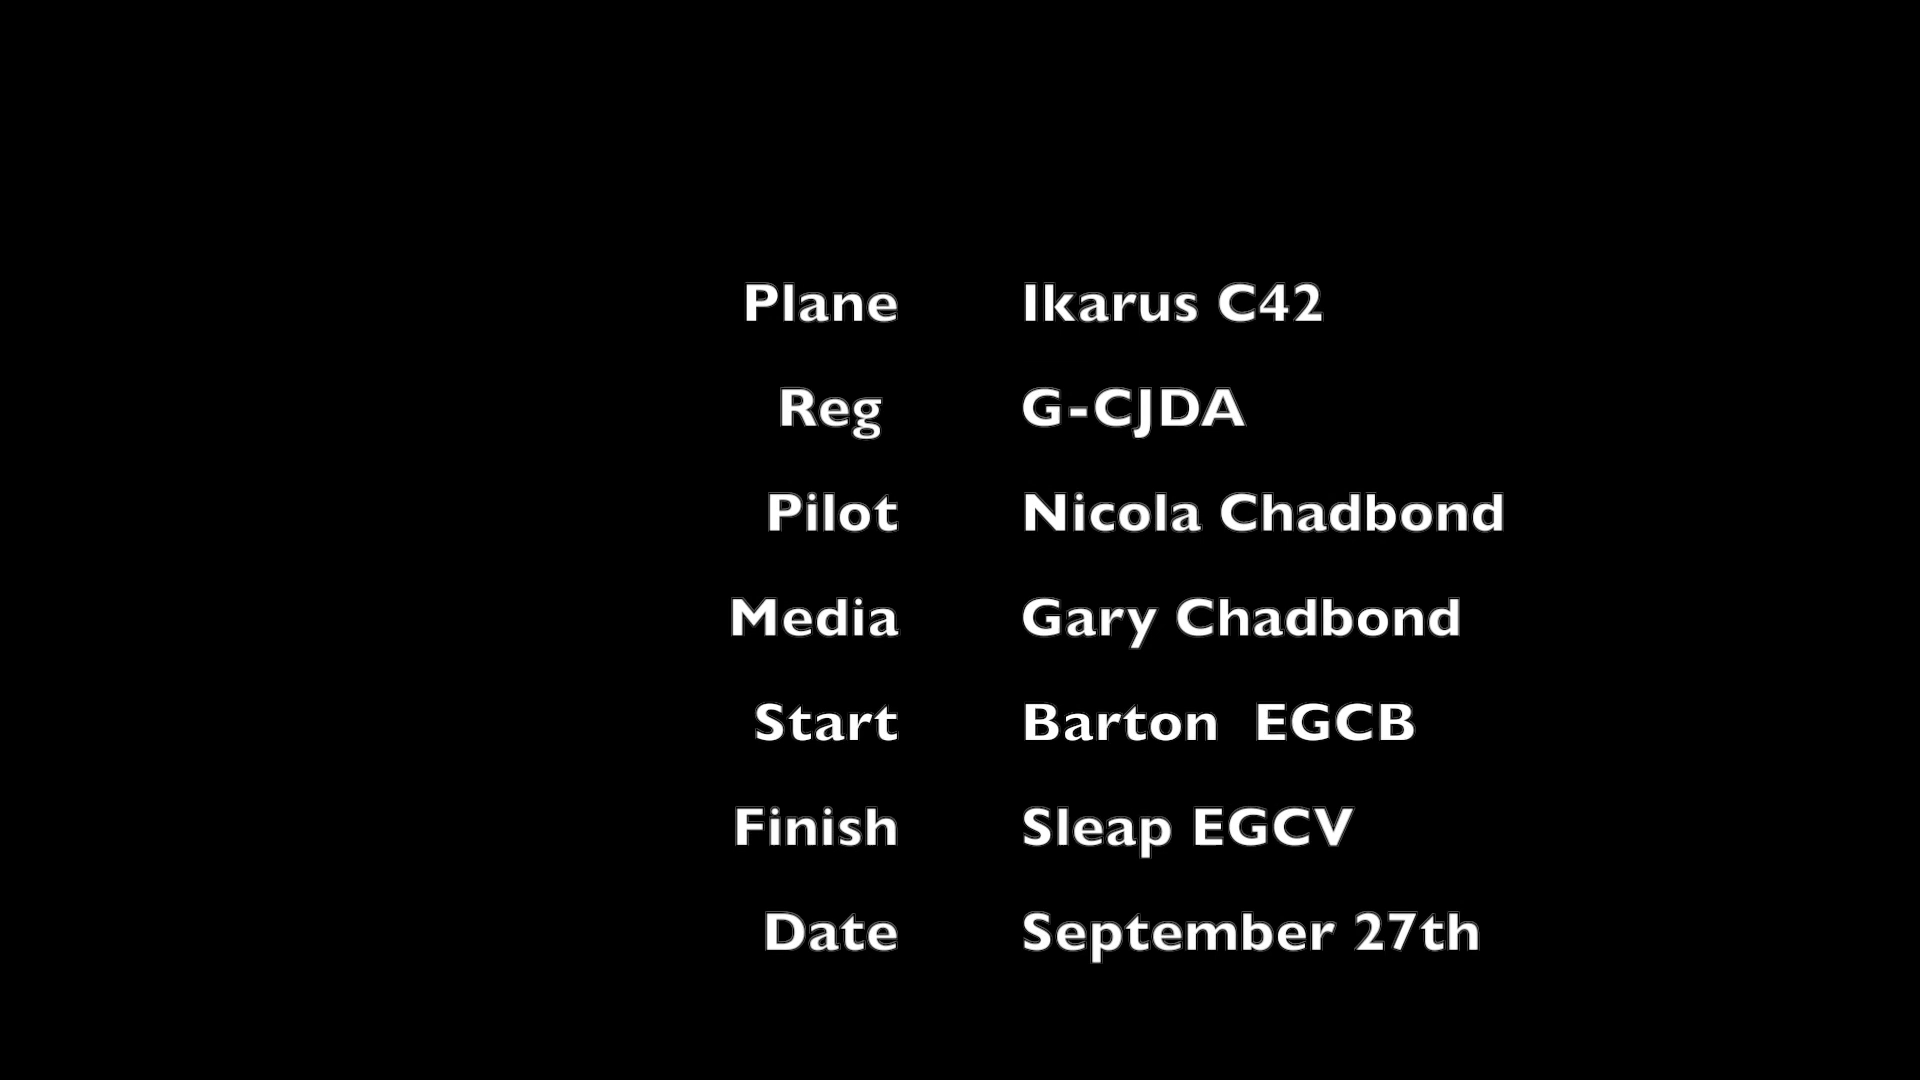 Plane Ikarus C42
Reg G-CJDA
Pilot Nicola Chadbond
Media Gary Chadbond
Start Barton  EGCB
Finish Sleap EGCV
Date September 27th